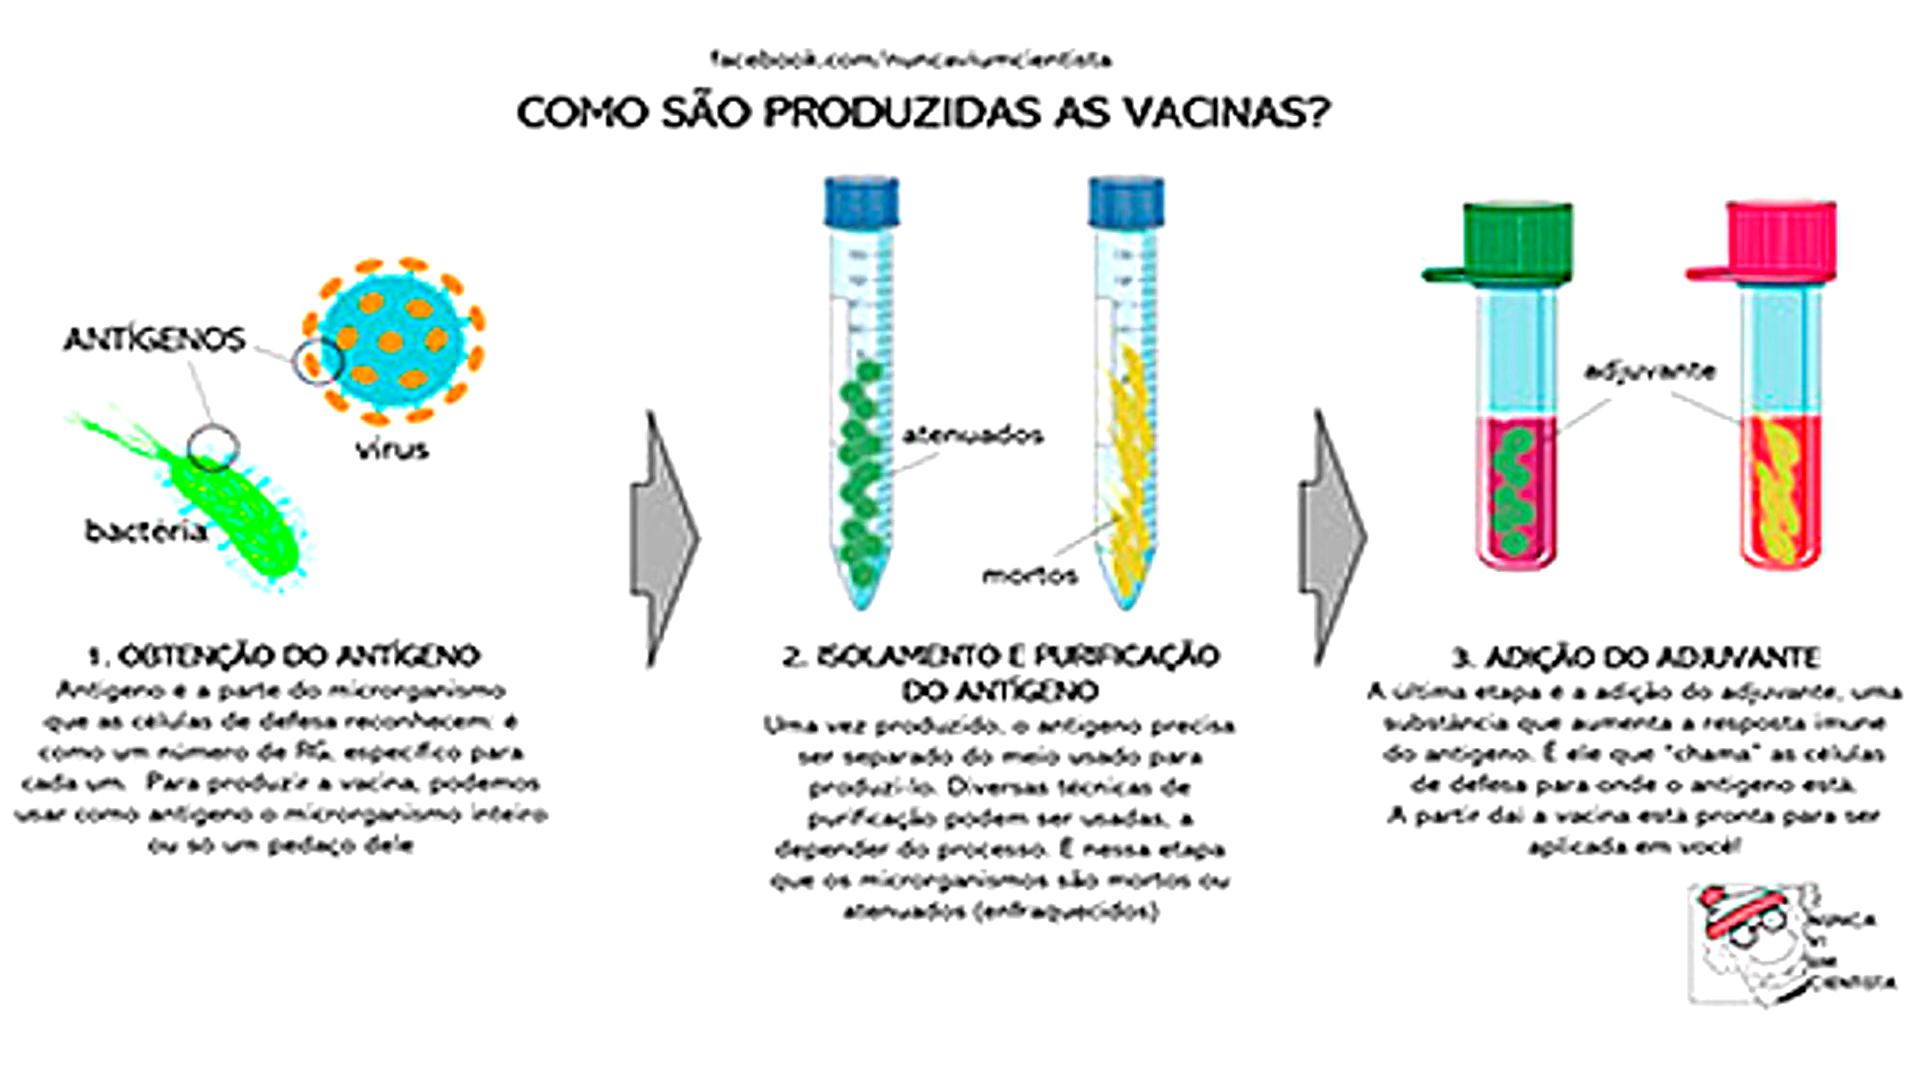 facebook.com/nuncaviumcientista
COMO SÃO PRODUZIDAS AS VACINAS?
ANTÍGENOS
vírus
bactéria
atenuados
mortos
adjuvante
1. OBTENÇÃO DO ANTÍGENO
Antígeno é a parte do microrganismo
que as células de defesa reconhecem: é
como um número de RG, específico para
cada um. Para produzir a vacina, podemos
usar como antígeno o microrganismo inteiro
ou só um pedaço dele
2. ISOLAMENTO E PURIFICAÇÃO
DO ANTÍGENO
Uma vez produzido, o antígeno precisa
ser separado do meio usado para
produzí-lo. Diversas técnicas de
purificação podem ser usadas, a
depender do processo. É nessa etapa
que os microrganismos são mortos ou
atenuados (enfraquecidos)
3. ADIÇÃO DO ADJUVANTE
A última etapa é a adição do adjuvante, uma
substância que aumenta a resposta imune
do antígeno. É ele que "chama" as células
de defesa para onde o antígeno está.
A partir daí a vacina está pronta para ser
aplicada em você!
NUNCA
VI
UM
CIENTISTA